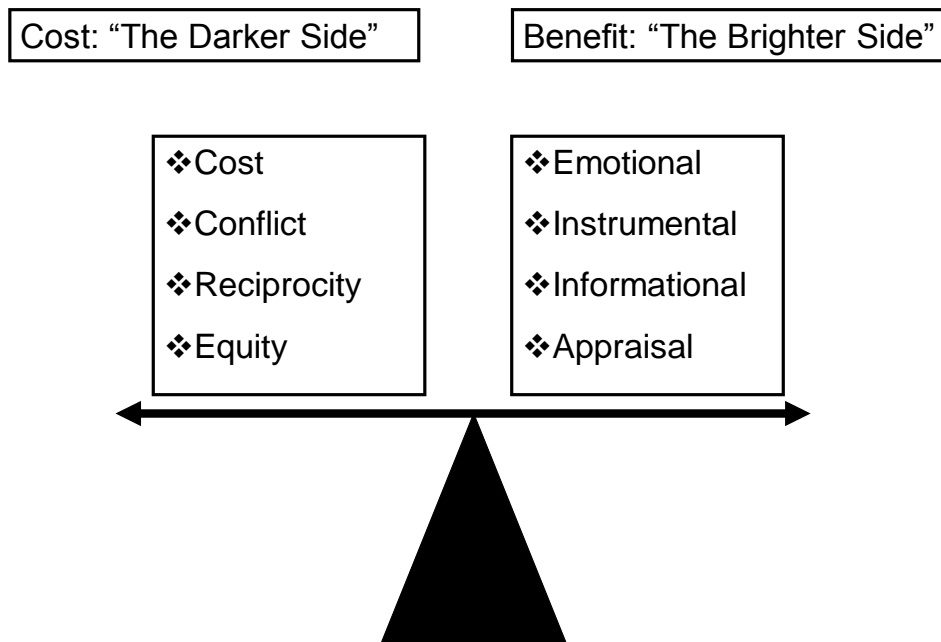 Cost: “The Darker Side”
Benefit: “The Brighter Side”
❖Cost
❖Conflict
❖Reciprocity
❖Equity
❖Emotional
❖Instrumental
❖Informational
❖Appraisal